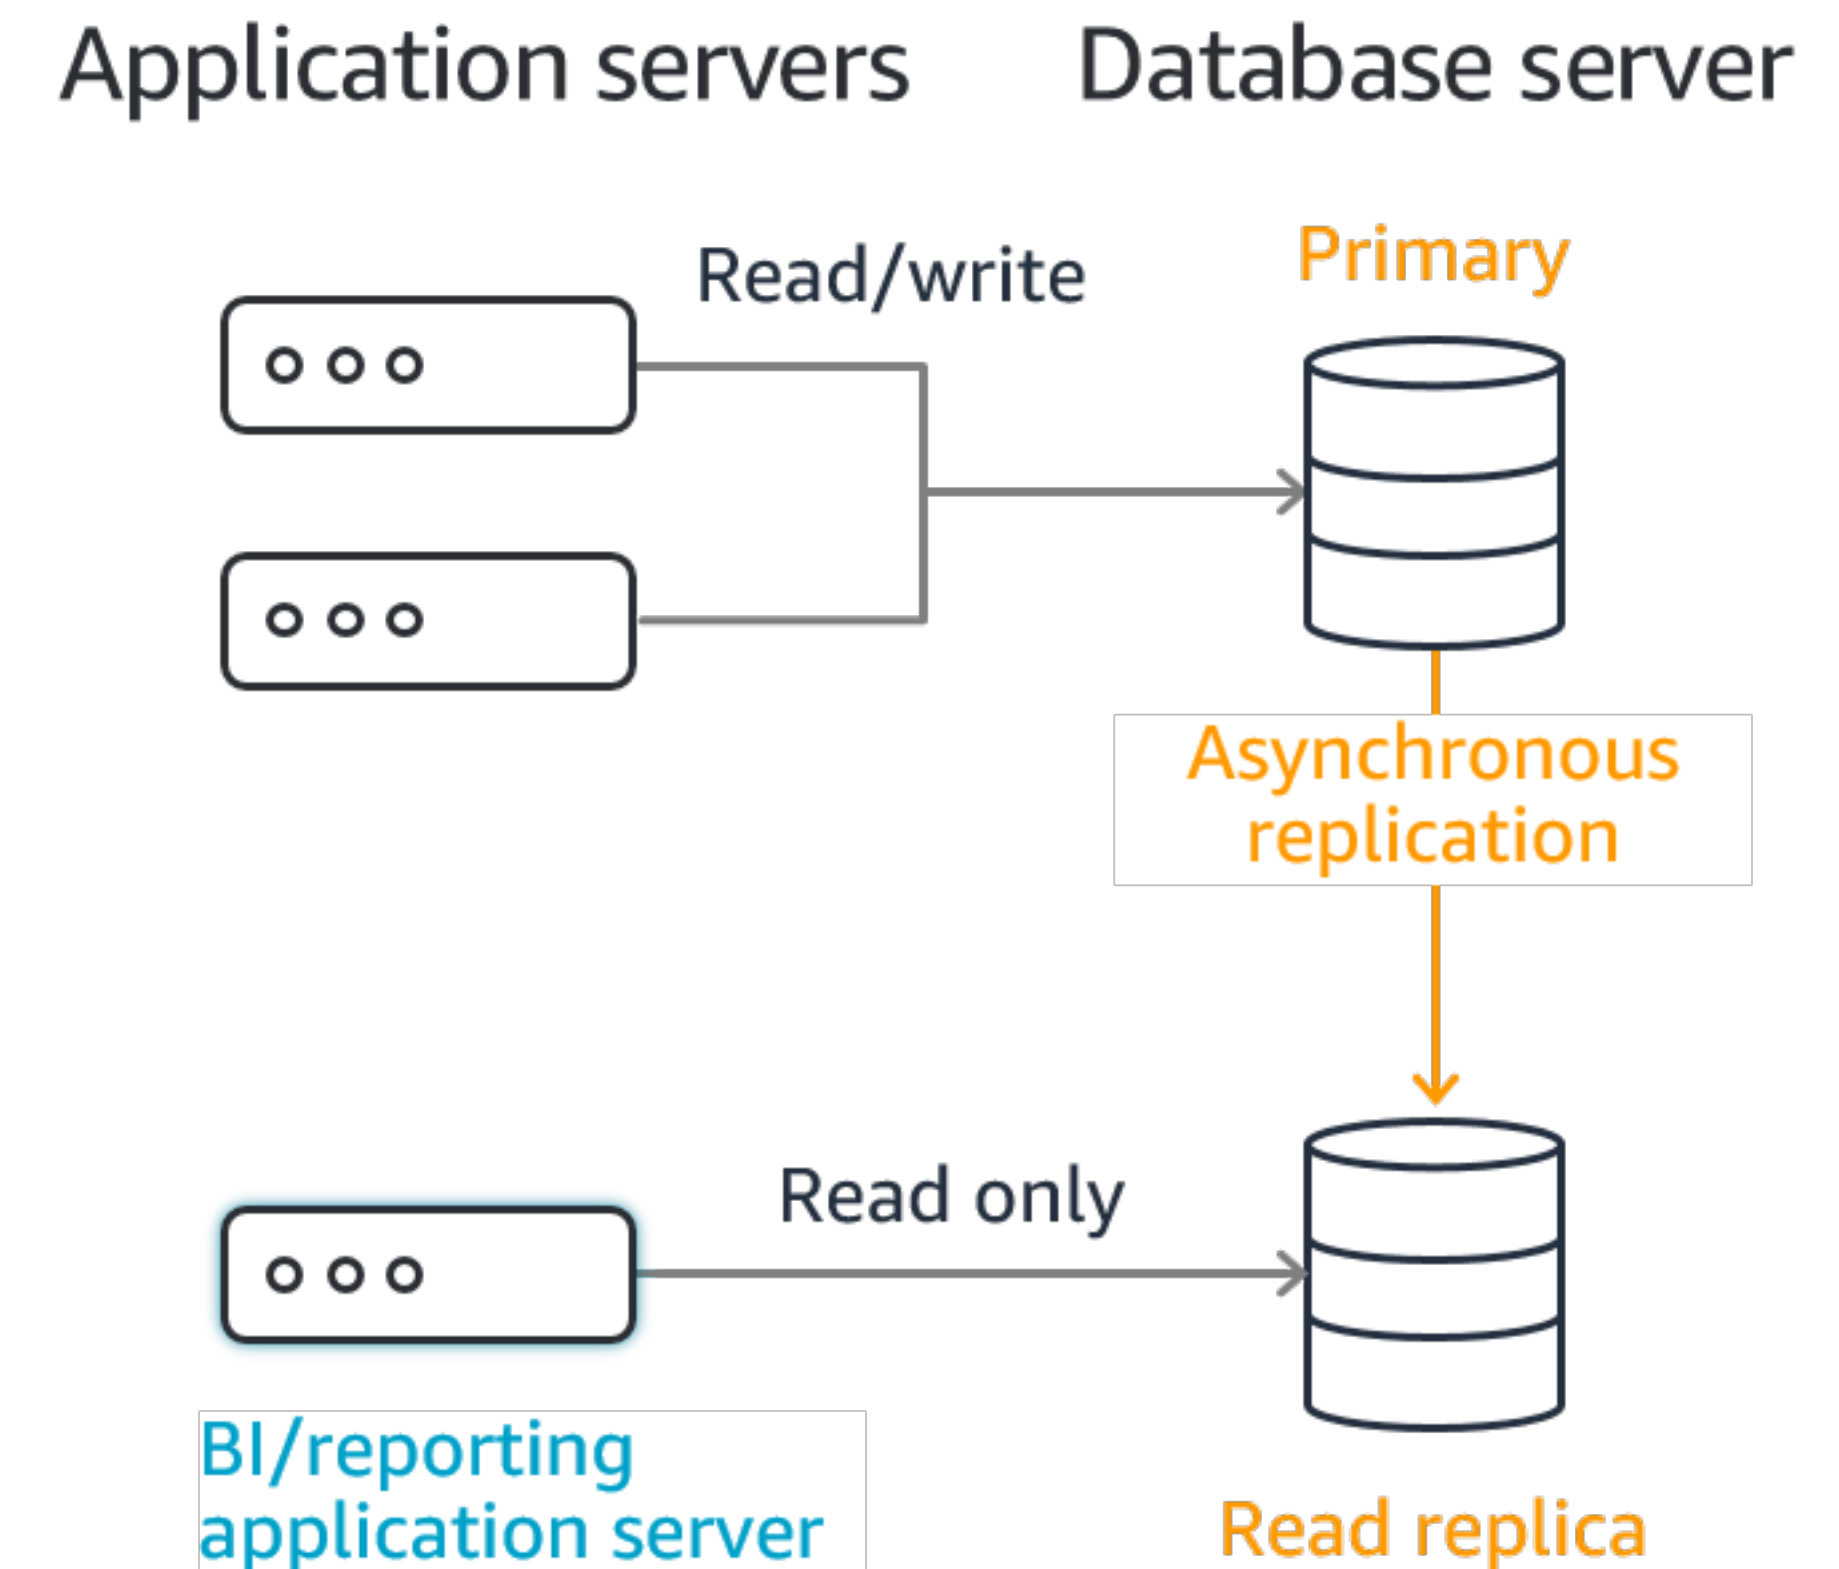 Application servers
Database server
Read/write
Primary
Asynchronous
replication
Read only
BI/reporting
application server
Read replica